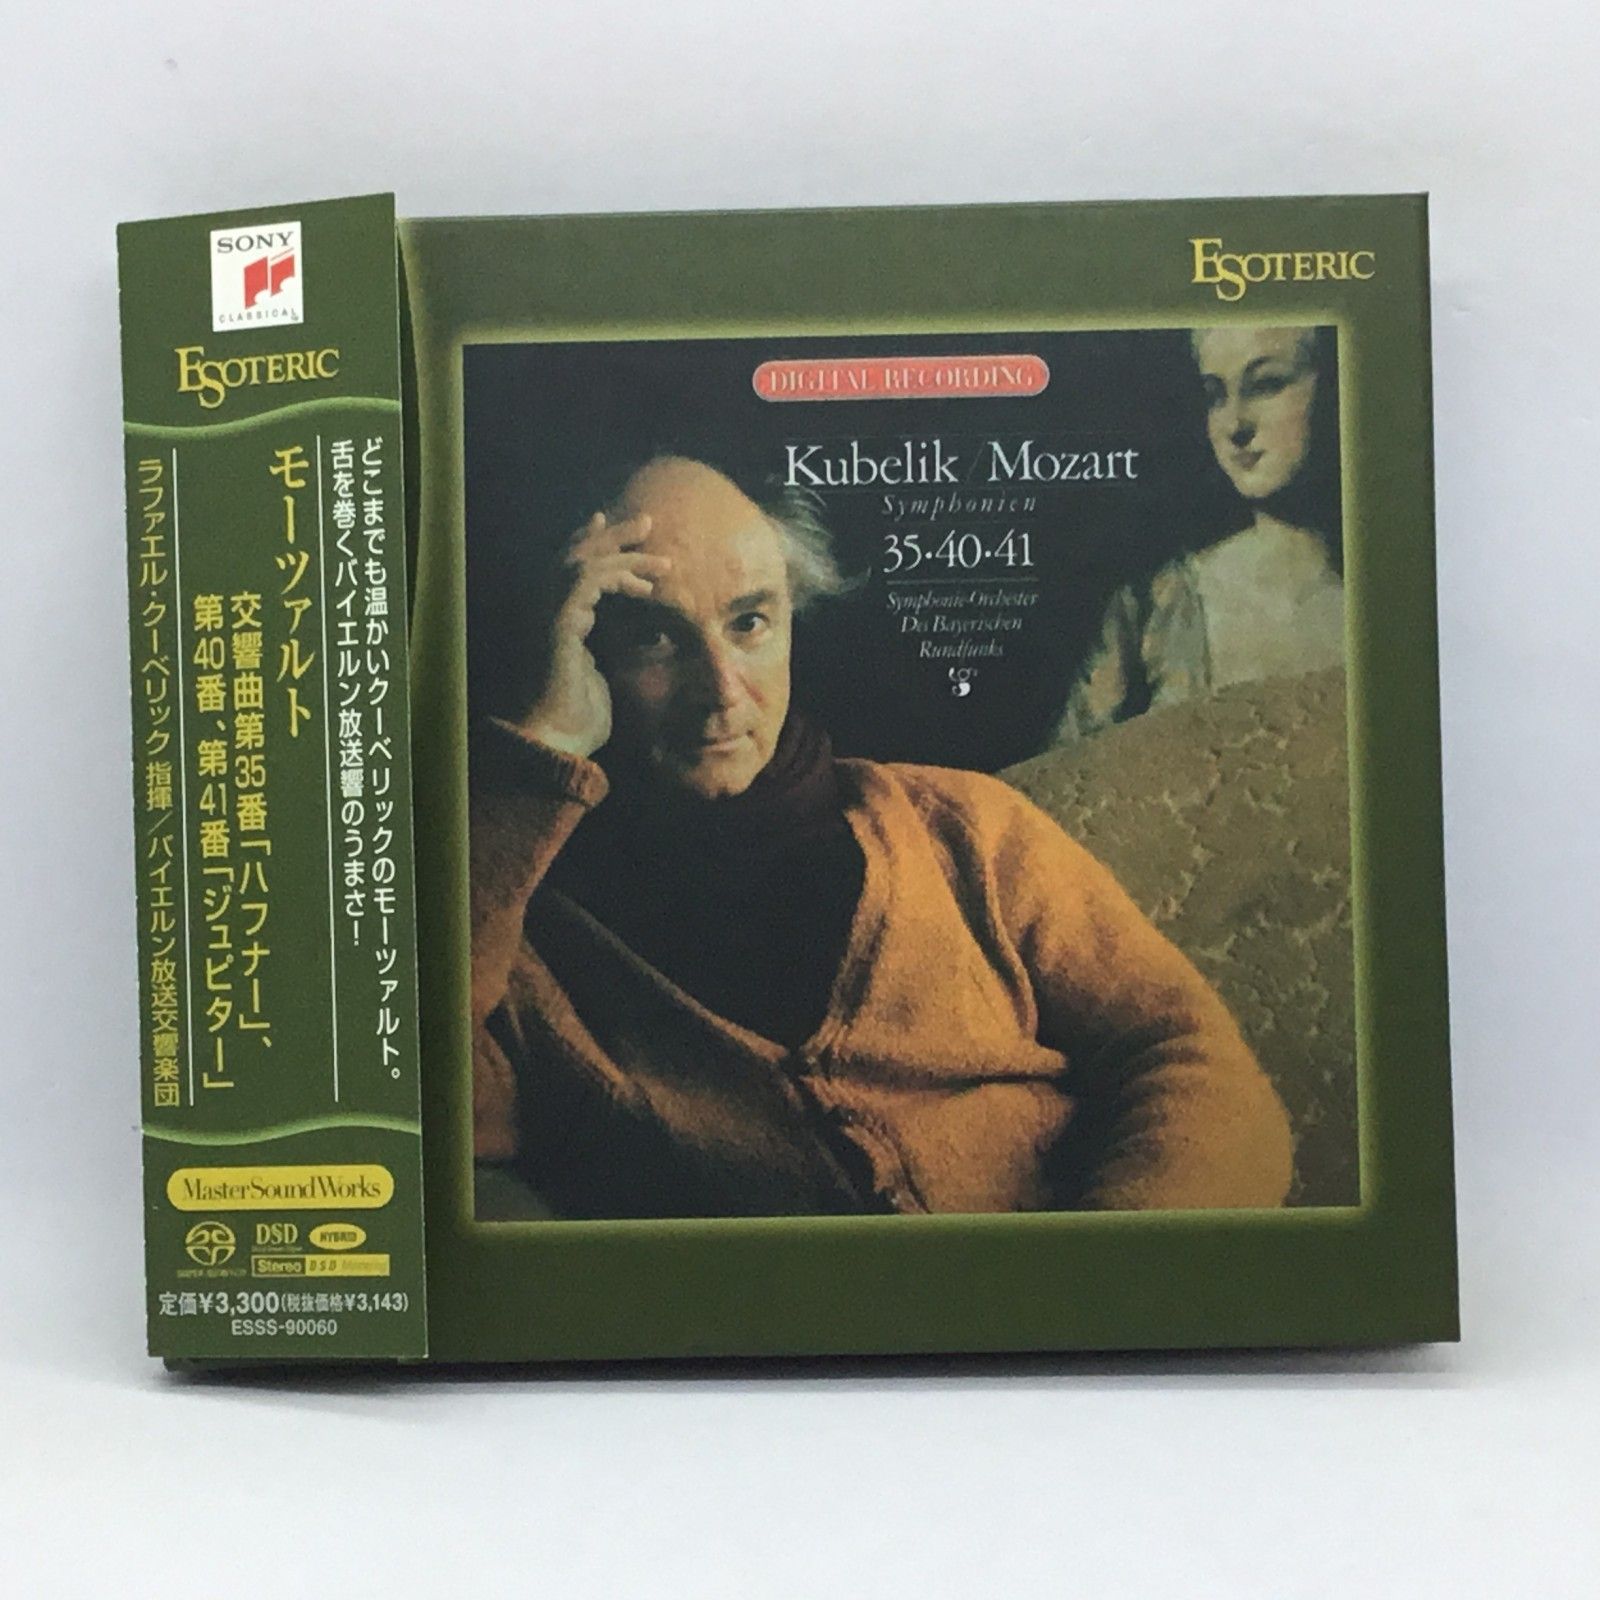 SONY
CLASSICAL
ESOTERIC
どこまでも温かいクーベリックのモーツァルト。
舌を巻くバイエルン放送響のうまさ!
モーツァルト
交響曲第35番「ハフナー」、
第40番、第41番「ジュピター」
ラファエル・クーベリック 指揮/バイエルン放送交響楽団
MasterSoundWorks
DSD
HYBRID
Stereo DSD
定価¥3,300(税抜価格¥3,143)
ESSS-90060
ESOTERIC
DIGITAL RECORDING
Kubelik / Mozart
Symphonien
35·40·41
Symphonie-Orchester
Des Bayerischen
Rundfunks